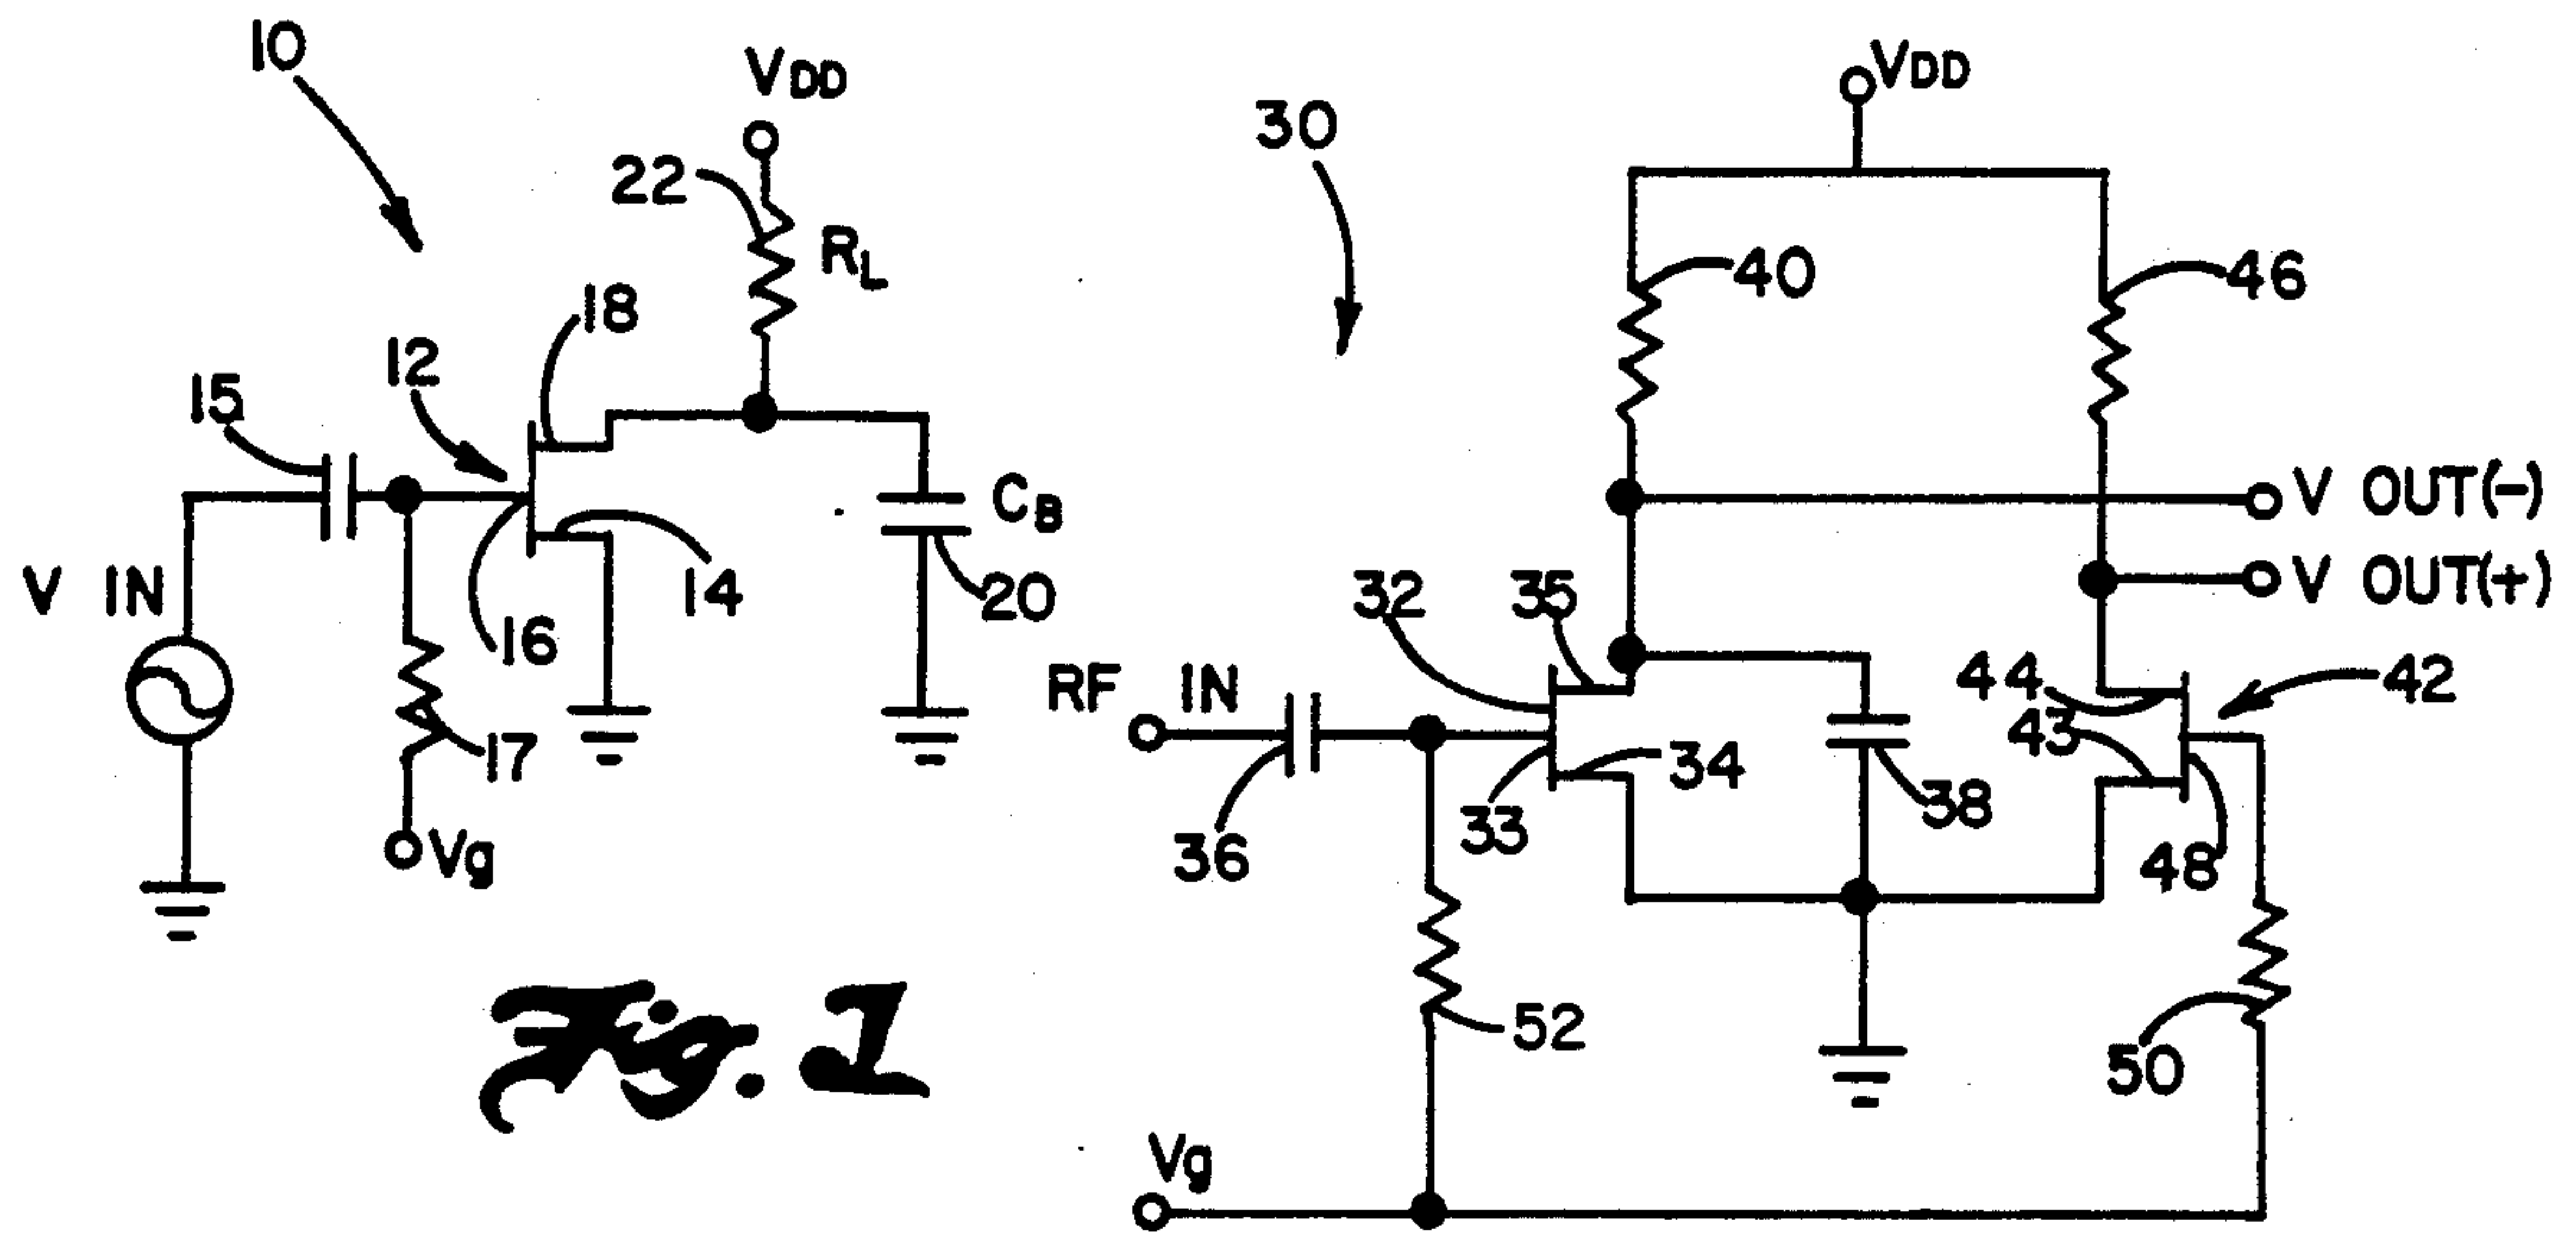 10
VDD
22
RL
18
12
15
CB
V IN
14
20
16
17
Vg
Fig. 1
30
VDD
40
46
V OUT(-)
V OUT(+)
32
35
RF IN
44
42
43
34
38
33
36
48
52
50
Vg